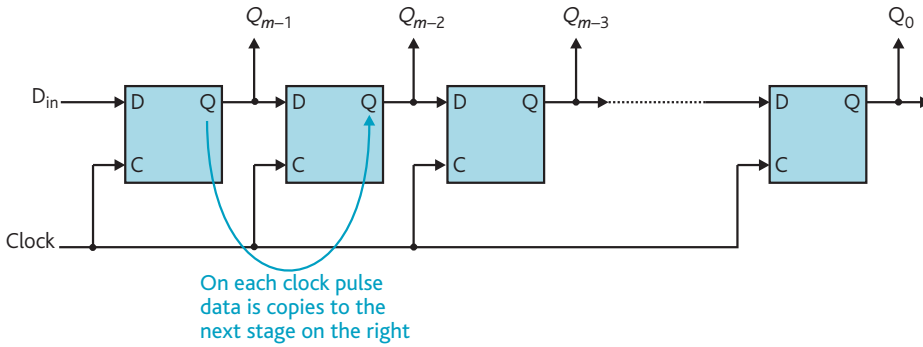 Qm–1 Qm–2 Qm–3 Q0
Din D Q D Q D Q D Q
C C C C
Clock
On each clock pulse
data is copies to the
next stage on the right